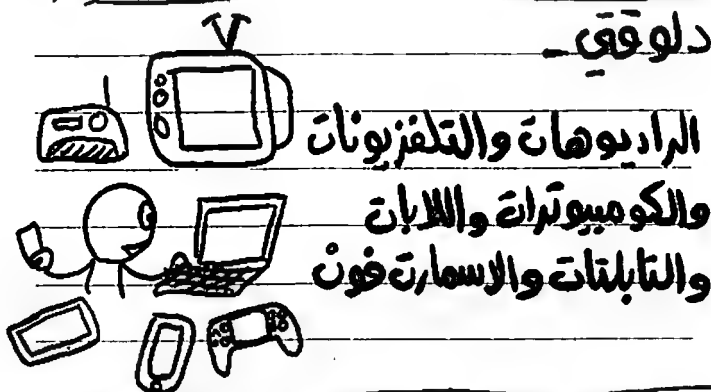 دلوقتي -
الراديوهات والتلفزيونات
والكومبيوترات واللابات
والتابلتات والاسمارت فون